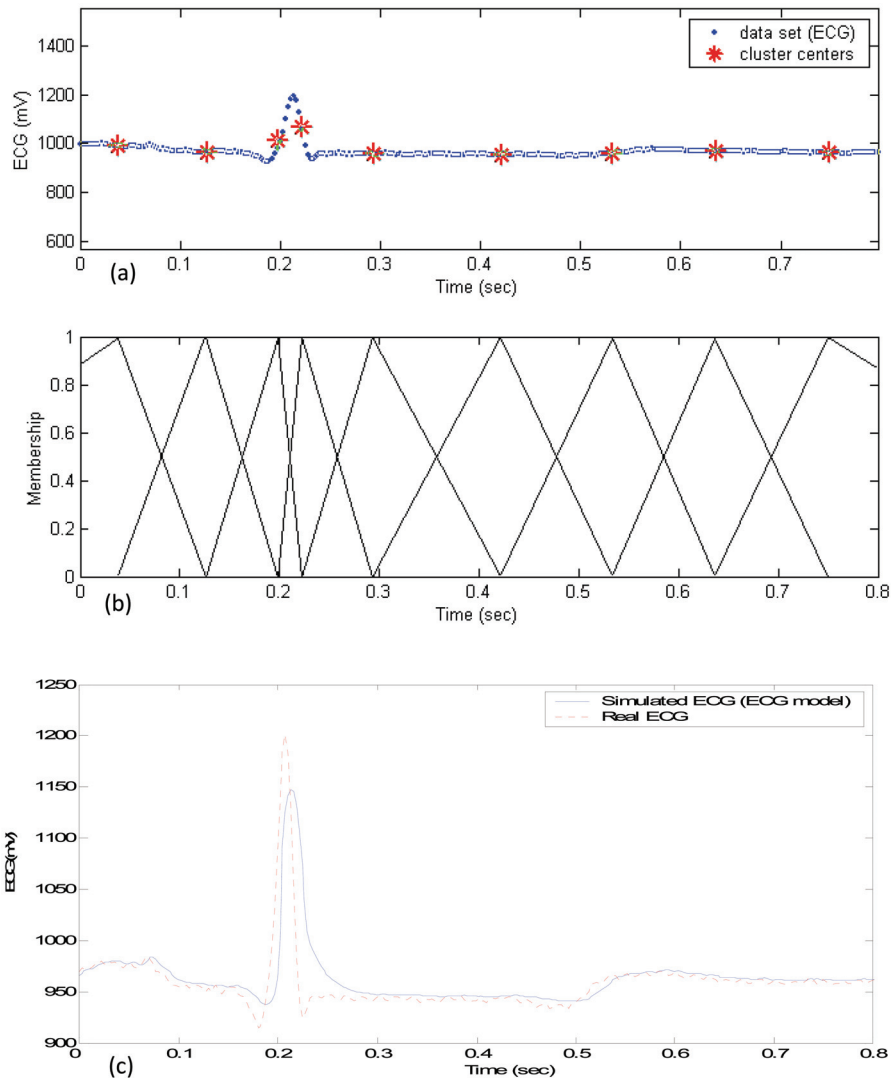 1400
data set (ECG)
cluster centers
1200
1000
800
600
ECG (mV)
0 0.1 0.2 0.3 0.4 0.5 0.6 0.7
(a)
Time (sec)
1
0.8
0.6
0.4
0.2
0
Membership
0 0.1 0.2 0.3 0.4 0.5 0.6 0.7 0.8
(b)
Time (sec)
1250
Simulated ECG (ECG model)
Real ECG
1200
1150
1100
1050
1000
950
900
ECG(mV)
0 0.1 0.2 0.3 0.4 0.5 0.6 0.7 0.8
(c)
Time (sec)